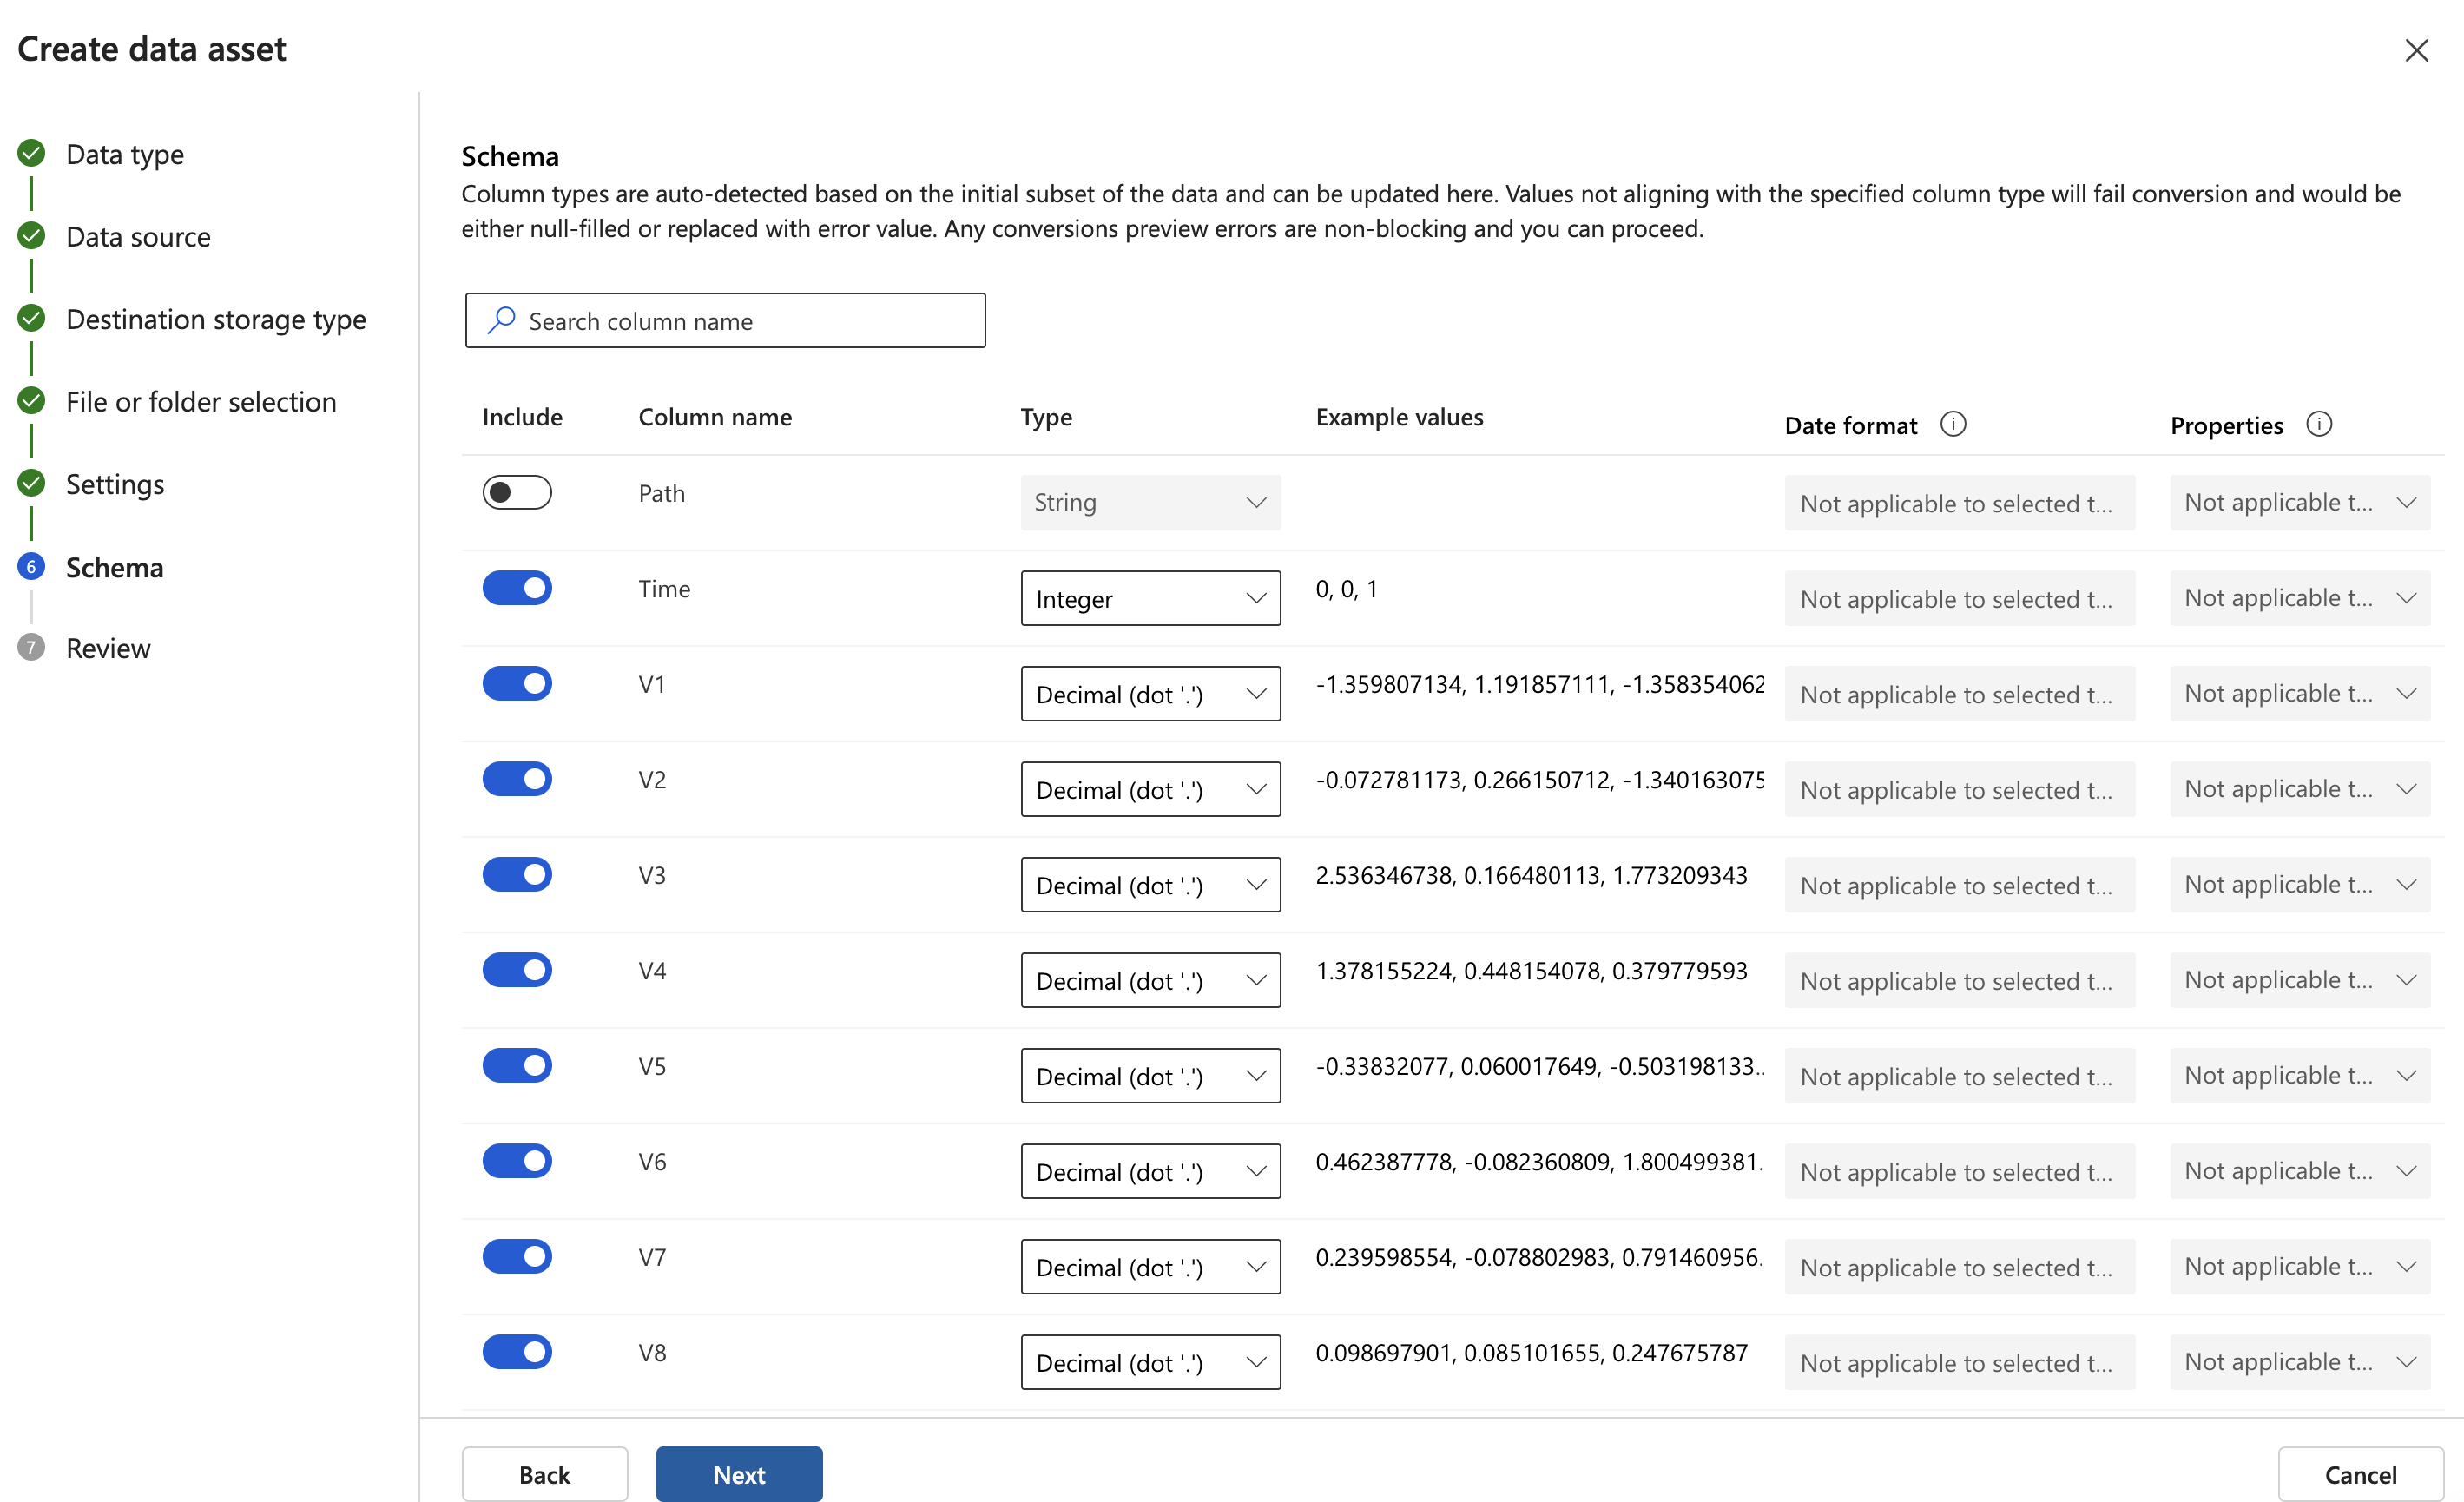 Create data asset
Data type
Data source
Destination storage type
File or folder selection
Settings
6 Schema
7 Review
Schema
Column types are auto-detected based on the initial subset of the data and can be updated here. Values not aligning with the specified column type will fail conversion and would be
either null-filled or replaced with error value. Any conversions preview errors are non-blocking and you can proceed.
Search column name
Include Column name Type Example values Date format Properties
Path String Not applicable to selected t... Not applicable t...
Time Integer 0, 0, 1 Not applicable to selected t... Not applicable t...
V1 Decimal (dot '.') -1.359807134, 1.191857111, -1.358354062 Not applicable to selected t... Not applicable t...
V2 Decimal (dot '.') -0.072781173, 0.266150712, -1.340163075 Not applicable to selected t... Not applicable t...
V3 Decimal (dot '.') 2.536346738, 0.166480113, 1.773209343 Not applicable to selected t... Not applicable t...
V4 Decimal (dot '.') 1.378155224, 0.448154078, 0.379779593 Not applicable to selected t... Not applicable t...
V5 Decimal (dot '.') -0.33832077, 0.060017649, -0.503198133.. Not applicable to selected t... Not applicable t...
V6 Decimal (dot '.') 0.462387778, -0.082360809, 1.800499381. Not applicable to selected t... Not applicable t...
V7 Decimal (dot '.') 0.239598554, -0.078802983, 0.791460956. Not applicable to selected t... Not applicable t...
V8 Decimal (dot '.') 0.098697901, 0.085101655, 0.247675787 Not applicable to selected t... Not applicable t...
Back Next Cancel